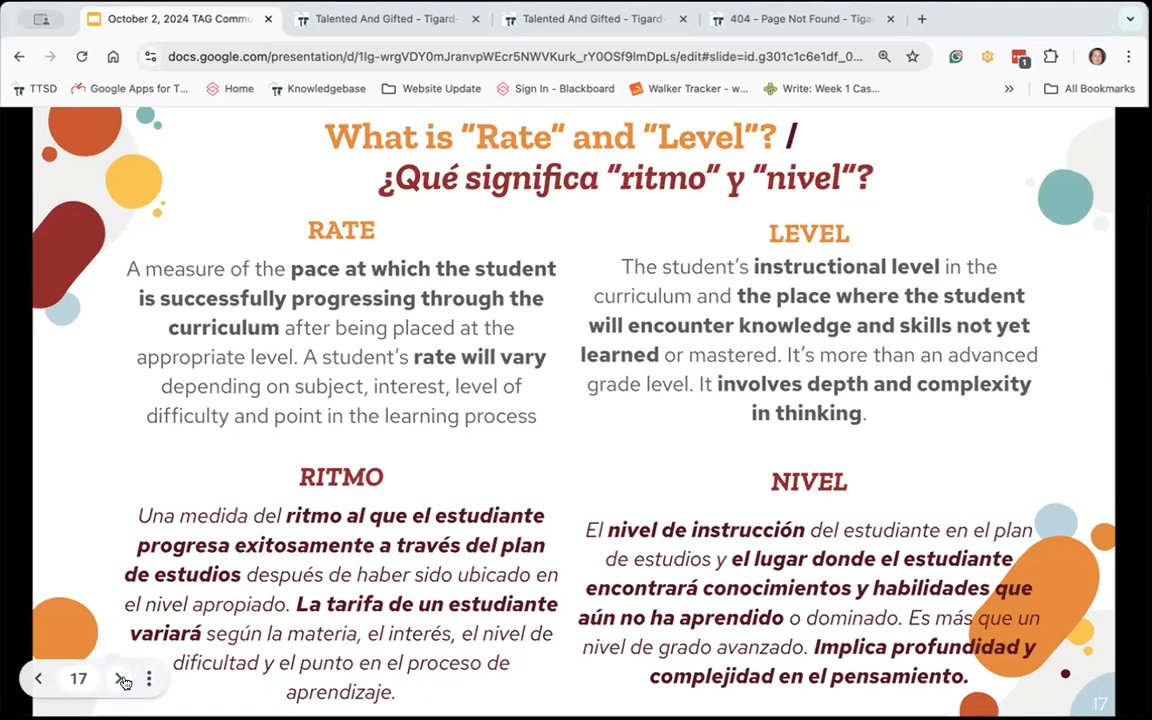 October 2, 2024 TAG Commu
Talented And Gifted - Tigard-
Talented And Gifted - Tigard-
404 - Page Not Found - Tiga
docs.google.com/presentation/d/1Ig-wrgVDY0mJranvpWEcr5NWVKurk_rY0OSf9ImDpLs/edit#slide=id.g301c1c6e1df_0...
1
TTSD
Google Apps for T...
Home
Knowledgebase
Website Update
Sign In - Blackboard
Walker Tracker - w...
Write: Week 1 Cas...
All Bookmarks
What is "Rate" and "Level"? /
¿Qué significa "ritmo" y "nivel"?
RATE
A measure of the pace at which the student
is successfully progressing through the
curriculum after being placed at the
appropriate level. A student's rate will vary
depending on subject, interest, level of
difficulty and point in the learning process
LEVEL
The student's instructional level in the
curriculum and the place where the student
will encounter knowledge and skills not yet
learned or mastered. It's more than an advanced
grade level. It involves depth and complexity
in thinking.
RITMO
Una medida del ritmo al que el estudiante
progresa exitosamente a través del plan
de estudios después de haber sido ubicado en
el nivel apropiado. La tarifa de un estudiante
variará según la materia, el interés, el nivel de
dificultad y el punto en el proceso de
aprendizaje.
NIVEL
El nivel de instrucción del estudiante en el plan
de estudios y el lugar donde el estudiante
encontrará conocimientos y habilidades que
aún no ha aprendido o dominado. Es más que un
nivel de grado avanzado. Implica profundidad y
complejidad en el pensamiento.
17
17